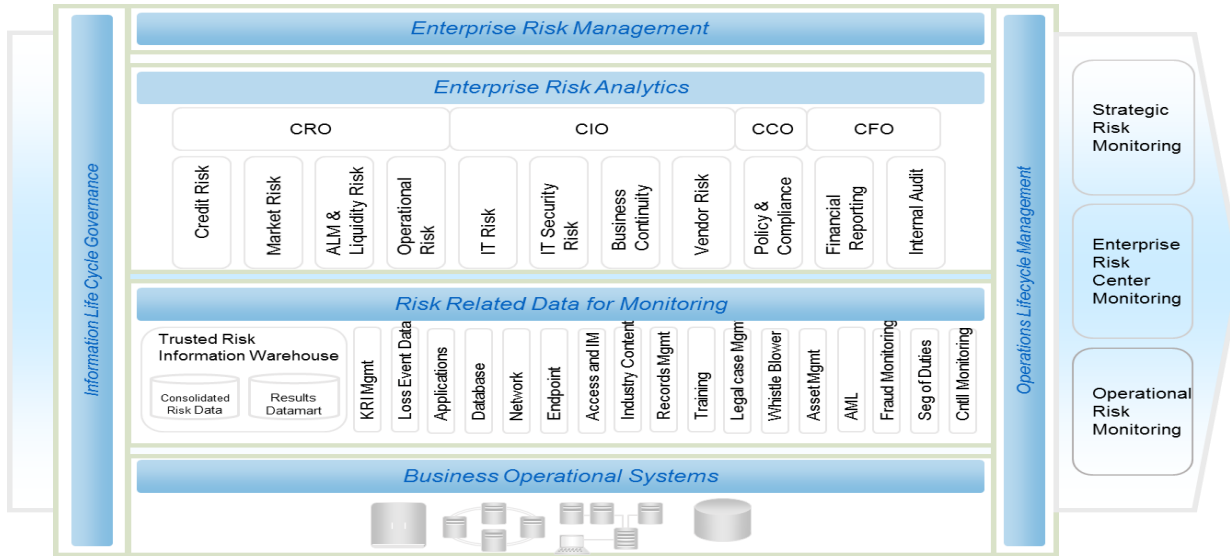 Enterprise Risk Management
Information Life Cycle Governance
Operations Lifecycle Management
Enterprise Risk Analytics
CRO
CIO
CCO
CFO
Credit Risk
Market Risk
ALM &
Liquidity Risk
Operational
Risk
IT Risk
IT Security
Risk
Business
Continuity
Vendor Risk
Policy &
Compliance
Financial
Reporting
Internal Audit
Risk Related Data for Monitoring
Trusted Risk
Information Warehouse
Consolidated
Risk Data
Results
Datamart
KRI Mgmt
Loss Event Data
Applications
Database
Network
Endpoint
Access and IM
Industry Content
Records Mgmt
Training
Legal case Mgmt
Whistle Blower
Asset Mgmt
AML
Fraud Monitoring
Seg of Duties
Cntll Monitoring
Business Operational Systems
Strategic
Risk
Monitoring
Enterprise
Risk
Center
Monitoring
Operational
Risk
Monitoring